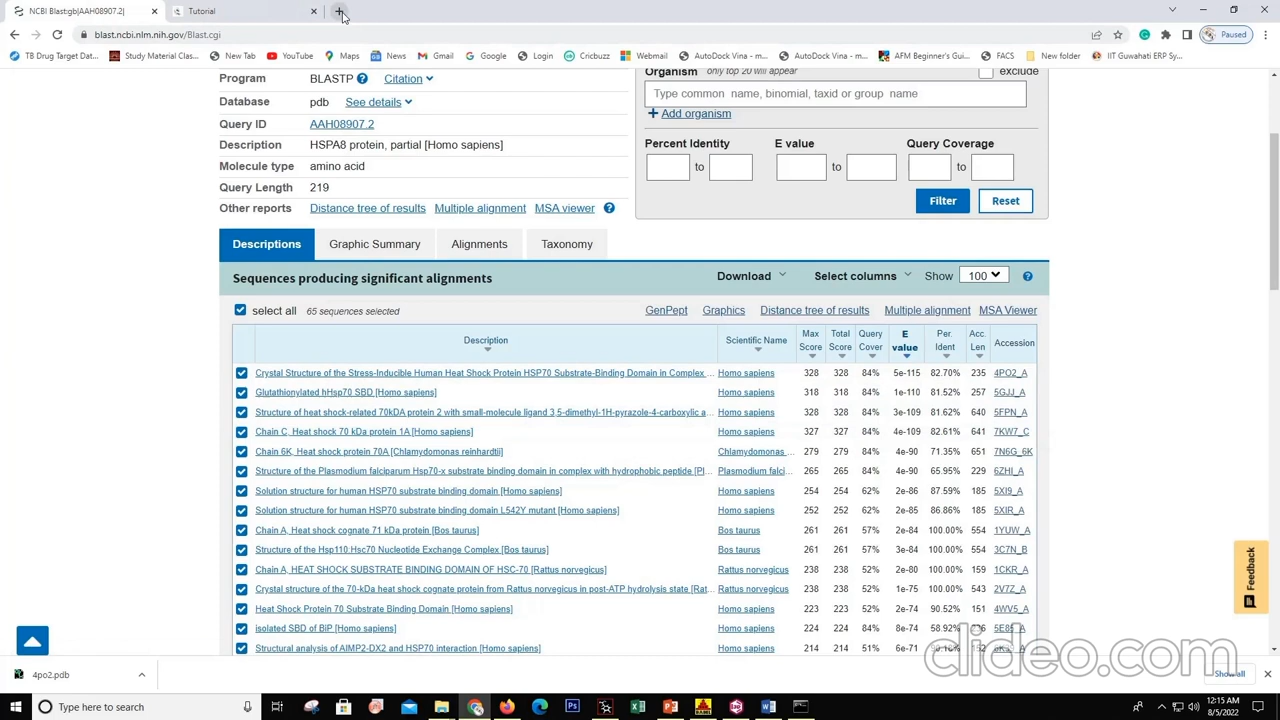 NCBI Blast:gb|AAH08907.2|
Tutorial
blast.ncbi.nlm.nih.gov/Blast.cgi
Paused
TB Drug Target Dat...
Study Material Class...
New Tab
YouTube
Maps
News
Gmail
Google
Login
Cricbuzz
Webmail
AutoDock Vina - m...
AutoDock Vina - m...
AFM Beginner's Gui...
FACS
New folder
IIT Guwahati ERP Sy...
Program BLASTP Citation
Database pdb See details
Query ID AAH08907.2
Description HSPA8 protein, partial [Homo sapiens]
Molecule type amino acid
Query Length 219
Other reports Distance tree of results Multiple alignment MSA viewer
Organism only top 20 will appear exclude
Type common name, binomial, taxid or group name
Add organism
Percent Identity E value Query Coverage
to to to
Filter Reset
Descriptions Graphic Summary Alignments Taxonomy
Sequences producing significant alignments Download Select columns Show 100
select all 65 sequences selected GenPept Graphics Distance tree of results Multiple alignment MSA Viewer
Description Scientific Name Max Score Total Score Query Cover E value Per. Ident Acc. Len Accession
Crystal Structure of the Stress-Inducible Human Heat Shock Protein HSP70 Substrate-Binding Domain in Complex ... Homo sapiens 328 328 84% 5e-115 82.70% 235 4PO2_A
Glutathionylated hHsp70 SBD [Homo sapiens] Homo sapiens 318 318 84% 1e-110 81.52% 257 5GJJ_A
Structure of heat shock-related 70kDA protein 2 with small-molecule ligand 3,5-dimethyl-1H-pyrazole-4-carboxylic a... Homo sapiens 328 328 84% 3e-109 81.62% 640 5FPN_A
Chain C, Heat shock 70 kDa protein 1A [Homo sapiens] Homo sapiens 327 327 84% 4e-109 82.61% 641 7KW7_C
Chain 6K, Heat shock protein 70A [Chlamydomonas reinhardtii] Chlamydomonas ... 279 279 84% 4e-90 71.35% 651 7N6G_6K
Structure of the Plasmodium falciparum Hsp70-x substrate binding domain in complex with hydrophobic peptide [Pl... Plasmodium falci... 265 265 84% 4e-90 65.95% 229 6ZHI_A
Solution structure for human HSP70 substrate binding domain [Homo sapiens] Homo sapiens 254 254 62% 2e-86 87.59% 185 5XI9_A
Solution structure for human HSP70 substrate binding domain L542Y mutant [Homo sapiens] Homo sapiens 252 252 62% 2e-85 86.86% 185 5XIR_A
Chain A, Heat shock cognate 71 kDa protein [Bos taurus] Bos taurus 261 261 62% 2e-84 100.00% 554 1YUW_A
Structure of the Hsp110:Hsc70 Nucleotide Exchange Complex [Bos taurus] Bos taurus 261 261 62% 3e-84 100.00% 554 3C7N_B
Chain A, HEAT SHOCK SUBSTRATE BINDING DOMAIN OF HSC-70 [Rattus norvegicus] Rattus norvegicus 238 238 52% 2e-80 100.00% 159 1CKR_A
Crystal structure of the 70-kDa heat shock cognate protein from Rattus norvegicus in post-ATP hydrolysis state [Rat... Rattus norvegicus 238 238 52% 1e-75 100.00% 543 2V7Z_A
Heat Shock Protein 70 Substrate Binding Domain [Homo sapiens] Homo sapiens 223 223 52% 2e-74 90.52% 151 4WV5_A
isolated SBD of BiP [Homo sapiens] Homo sapiens 224 224 84% 8e-74 58.92%
Structural analysis of AIMP2-DX2 and HSP70 interaction [Homo sapiens] Homo sapiens 214 214 51% 6e-71
Feedback
clideo.com
4po2.pdb
Show all
Type here to search
12:15 AM
8/5/2022